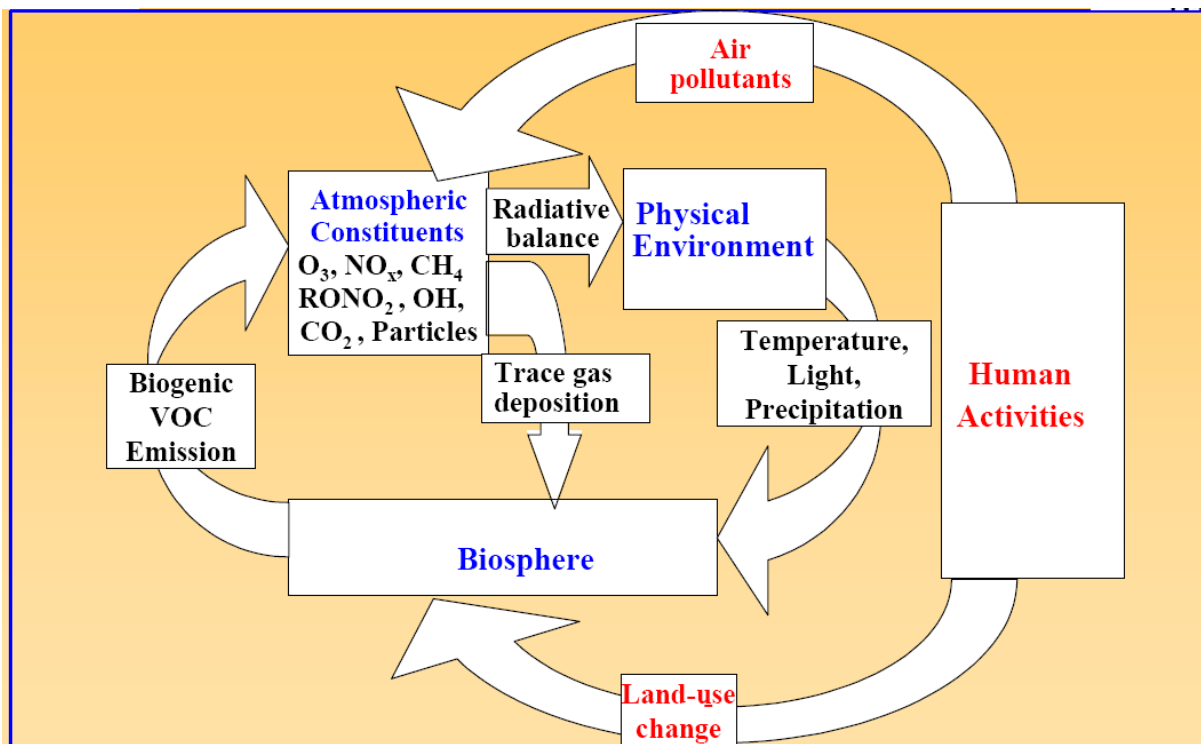 Air
pollutants
Atmospheric
Constituents
O₃, NOₓ, CH₄
RONO₂ , OH,
CO₂ , Particles
Radiative
balance
Physical
Environment
Trace gas
deposition
Temperature,
Light,
Precipitation
Human
Activities
Biogenic
VOC
Emission
Biosphere
Land-use
change